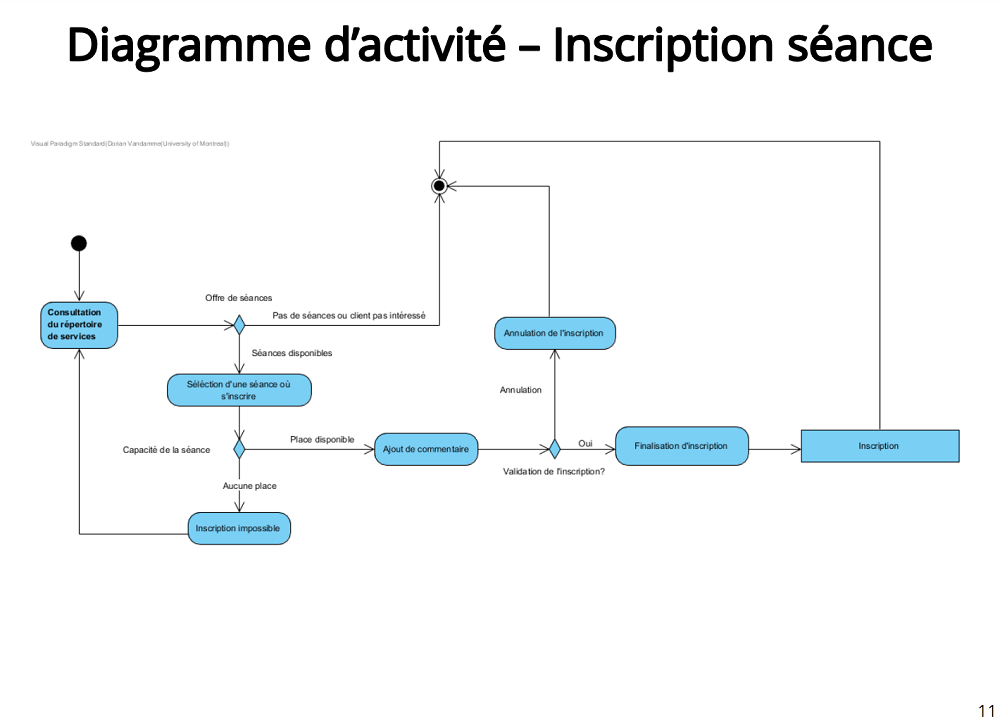 Diagramme d’activité – Inscription séance
Visual Paradigm Standard(Dorian Vandamme(University of Montreal))
Offre de séances
Pas de séances ou client pas intéressé
Consultation
du répertoire
de services
Annulation de l'inscription
Séances disponibles
Séléction d'une séance où
s'inscrire
Annulation
Capacité de la séance
Place disponible
Ajout de commentaire
Oui
Finalisation d'inscription
Inscription
Validation de l'inscription?
Aucune place
Inscription impossible
11